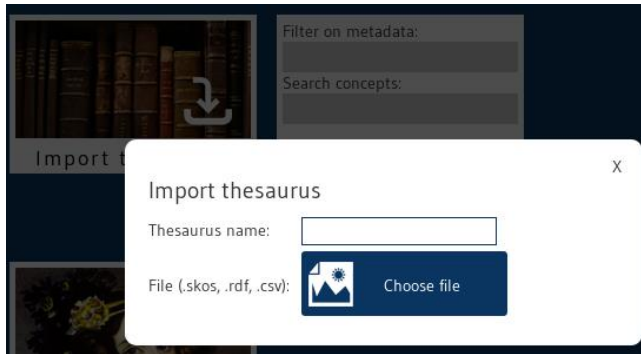 Filter on metadata:
Search concepts:
Import t
X
Import thesaurus
Thesaurus name:
File (.skos, .rdf, .csv):
Choose file